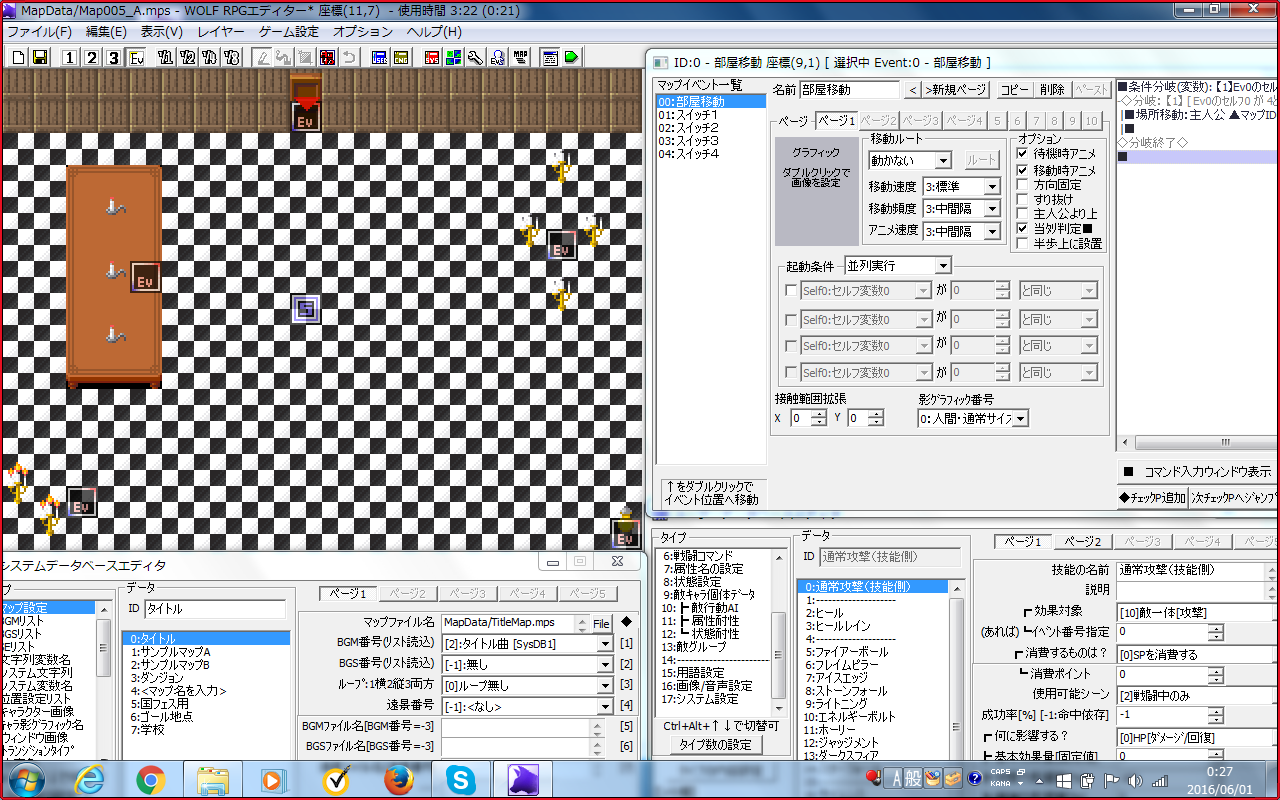 MapData/Map005_A.mps - WOLF RPGエディター* 座標(11,7) - 使用時間 3:22 (0:21)
ファイル(F) 編集(E) 表示(V) レイヤー ゲーム設定 オプション ヘルプ(H)
1 2 3 Ev
Ev
Ev
Ev
Ev
Ev
S
ID:0 - 部屋移動 座標(9,1) [ 選択中 Event:0 - 部屋移動 ]
マップイベント一覧
00:部屋移動
01:スイッチ1
02:スイッチ2
03:スイッチ3
04:スイッチ4
↑をダブルクリックで
イベント位置へ移動
名前 部屋移動 < >新規ページ コピー 削除 ペースト
ページ ページ1 ページ2 ページ3 ページ4 5 6 7 8 9 10
グラフィック
ダブルクリックで
画像を設定
移動ルート
動かない ルート
移動速度 3:標準
移動頻度 3:中間隔
アニメ速度 3:中間隔
オプション
待機時アニメ
移動時アニメ
方向固定
すり抜け
主人公より上
当たり判定■
半歩上に設置
起動条件 並列実行
Self0:セルフ変数0 が 0 と同じ
Self0:セルフ変数0 が 0 と同じ
Self0:セルフ変数0 が 0 と同じ
Self0:セルフ変数0 が 0 と同じ
接触範囲拡張
X 0 Y 0
影グラフィック番号
0:人間・通常サイズ
■条件分岐(変数):【1】Ev0のセル
◇分岐:【1】 [ Ev0のセルフ0 が 4
■場所移動:主人公 ▲マップID
■
◇分岐終了◇
■
■ コマンド入力ウィンドウ表示
◆チェックP追加 次チェックPへジャンプ
システムデータベースエディタ
マップ設定
BGMリスト
BGSリスト
SEリスト
文字列変数名
システム文字列
システム変数名
位置設定リスト
キャラクター画像
キャラ影グラフィック名
ウィンドウ画像
トランジションタイプ
データ
ID タイトル
0:タイトル
1:サンプルマップA
2:サンプルマップB
3:ダンジョン
4:<マップ名を入力>
5:国フェス用
6:ゴール地点
7:学校
ページ1 ページ2 ページ3 ページ4 ページ5
マップファイル名 MapData/TitleMap.mps File ◆
BGM番号(リスト読込) [2]:タイトル曲 [SysDB1] [1]
BGS番号(リスト読込) [-1]:無し [2]
ループ:1横2縦3両方 [0]ループ無し [3]
遠景番号 [-1]:<なし> [4]
BGMファイル名[BGM番号=-3] [5]
BGSファイル名[BGS番号=-3] [6]
タイプ
6:戦闘コマンド
7:属性名の設定
8:状態設定
9:敵キャラ個体データ
10:┣敵行動AI
11:┣属性耐性
12:┗状態耐性
13:敵グループ
14:----------------------
15:用語設定
16:画像/音声設定
17:システム設定
Ctrl+Alt+↑↓で切替可
タイプ数の設定
データ
ID 通常攻撃(技能側)
0:通常攻撃(技能側)
1:--------------------
2:ヒール
3:ヒールレイン
4:--------------------
5:ファイアーボール
6:フレイムピラー
7:アイスエッジ
8:ストーンフォール
9:ライトニング
10:エネルギーボルト
11:ホーリー
12:ジャッジメント
13:ダークスフィア
ページ1 ページ2 ページ3 ページ4 ページ5
技能の名前 通常攻撃(技能側)
説明
┏効果対象 [10]敵一体[攻撃]
(あれば)┗イベント番号指定 0
┏消費するものは? [0]SPを消費する
┗消費ポイント 0
使用可能シーン [2]戦闘中のみ
成功率[%] [-1:命中依存] -1
┏何に影響する? [0]HP[ダメージ/回復]
┣基本効果量[固定値] 0
A 般 CAPS KANA
0:27
2016/06/01